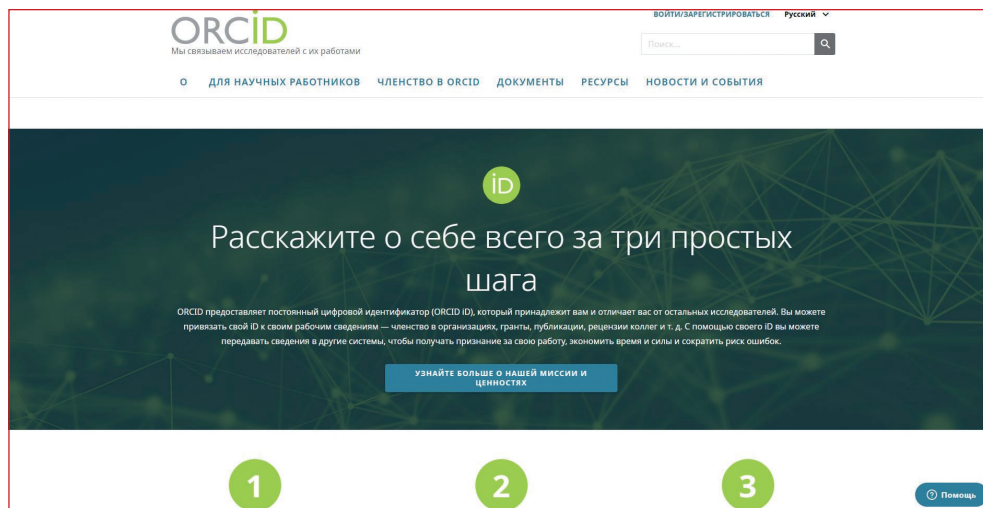 ВОЙТИ/ЗАРЕГИСТРИРОВАТЬСЯ Русский
ORCiD
Мы связываем исследователей с их работами
Поиск...
О ДЛЯ НАУЧНЫХ РАБОТНИКОВ ЧЛЕНСТВО В ORCID ДОКУМЕНТЫ РЕСУРСЫ НОВОСТИ И СОБЫТИЯ
iD
Расскажите о себе всего за три простых
шага
ORCID предоставляет постоянный цифровой идентификатор (ORCID iD), который принадлежит вам и отличает вас от остальных исследователей. Вы можете
привязать свой iD к своим рабочим сведениям — членство в организациях, гранты, публикации, рецензии коллег и т. д. С помощью своего iD вы можете
передавать сведения в другие системы, чтобы получать признание за свою работу, экономить время и силы и сократить риск ошибок.
УЗНАЙТЕ БОЛЬШЕ О НАШЕЙ МИССИИ И
ЦЕННОСТЯХ
1 2 3
? Помощь